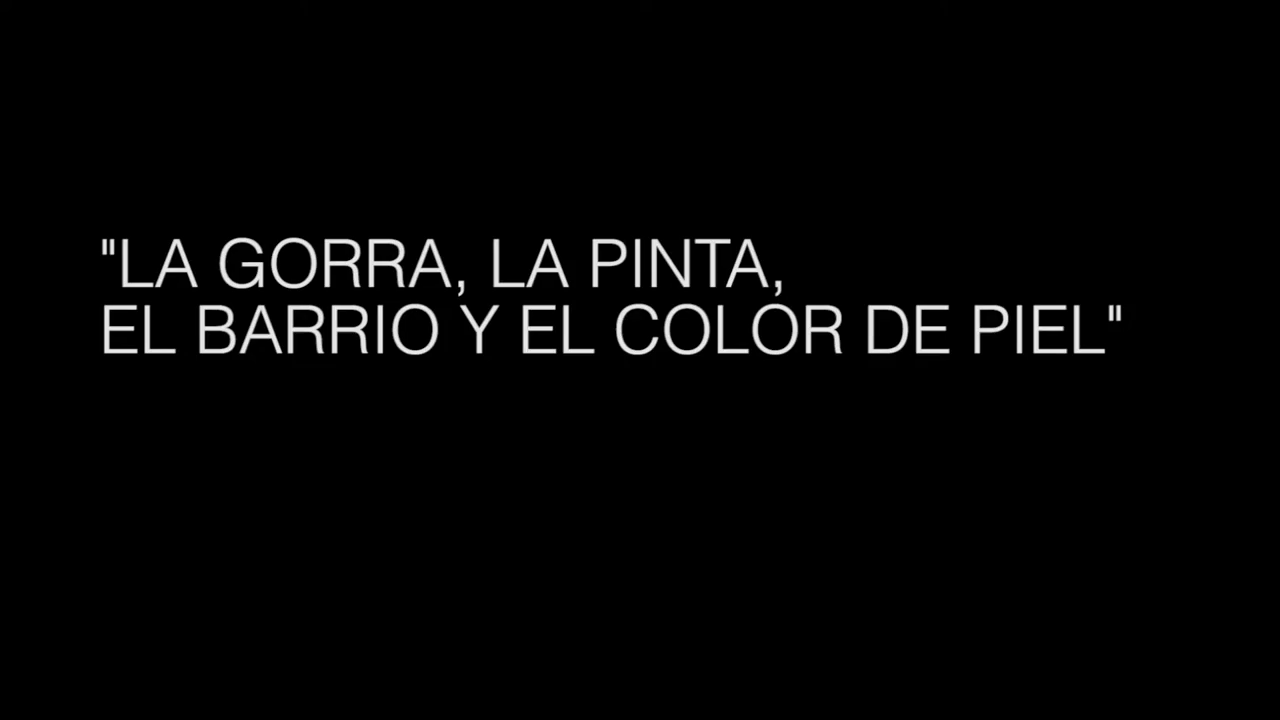 "LA GORRA, LA PINTA,
EL BARRIO Y EL COLOR DE PIEL"